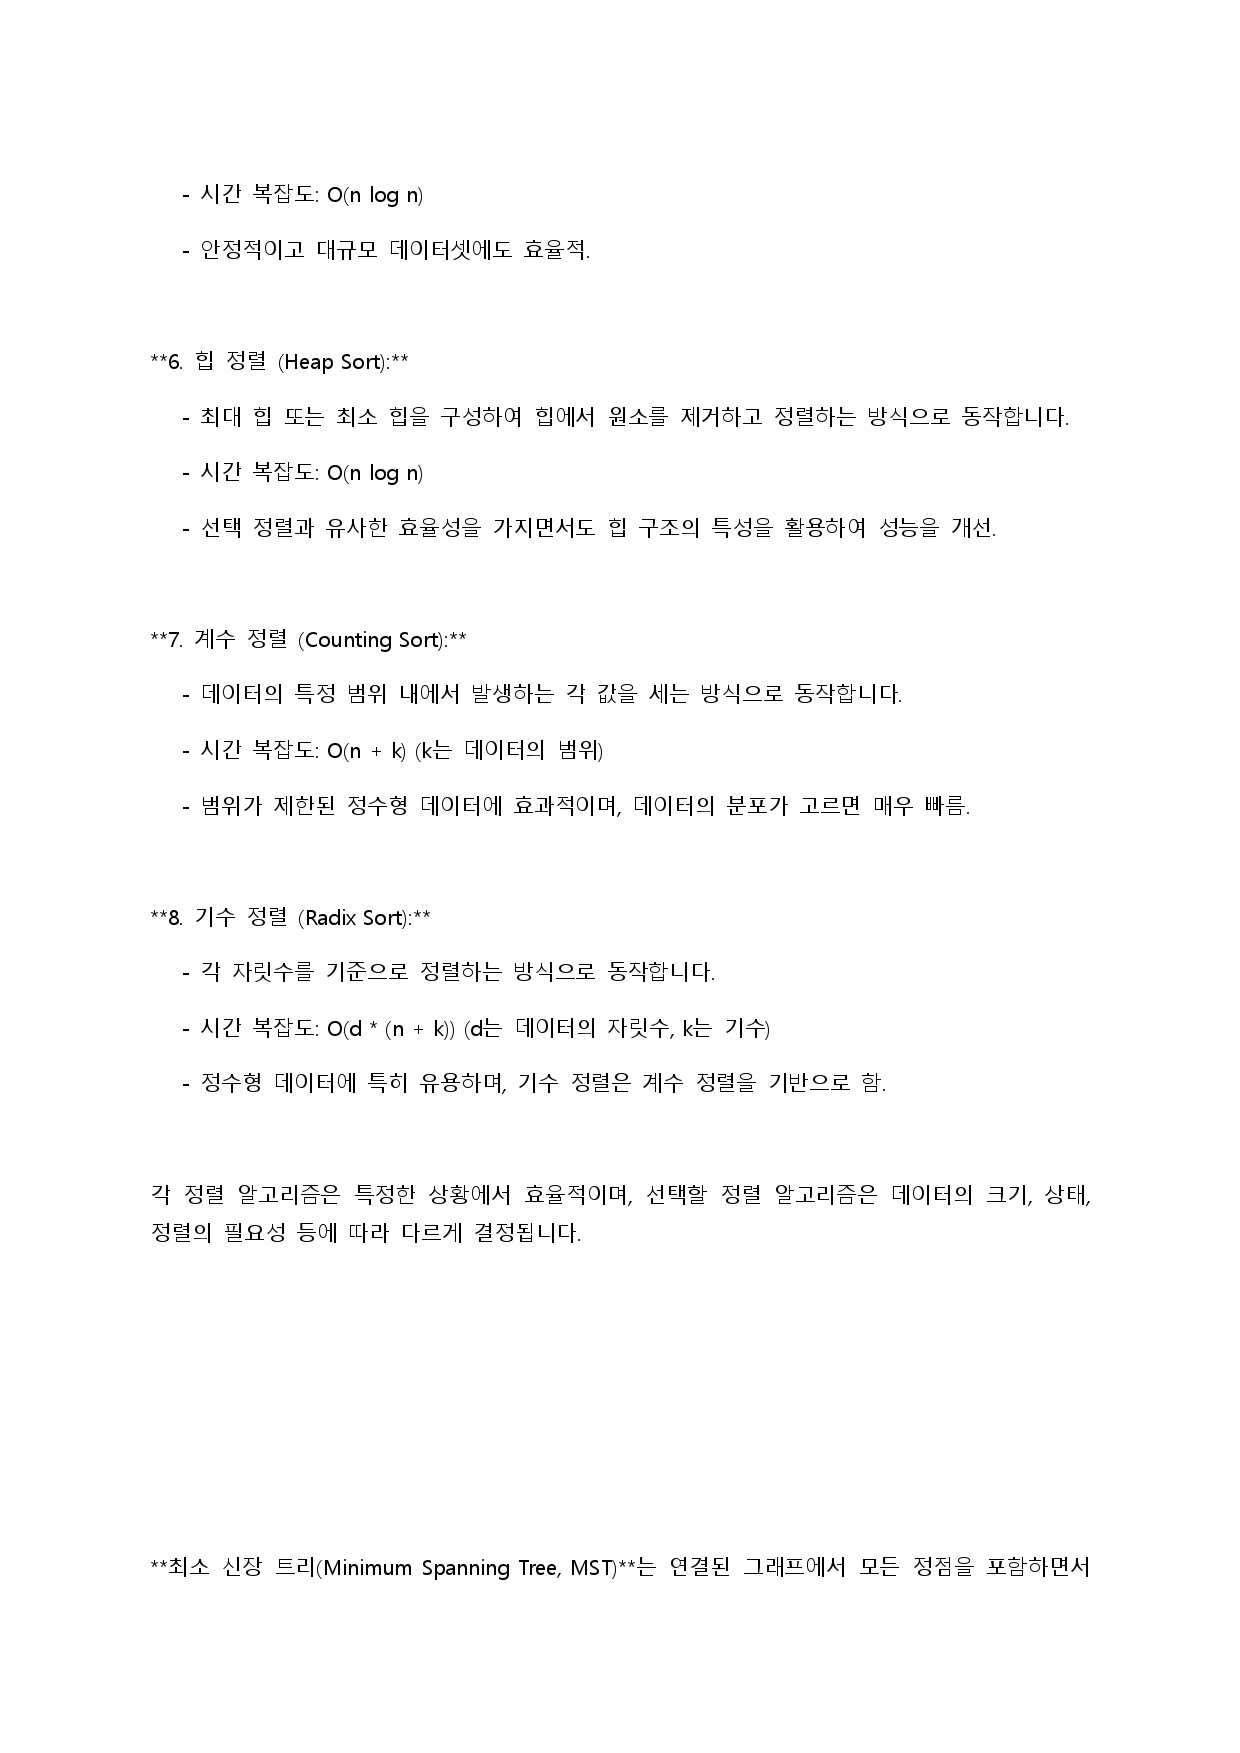 - 시간 복잡도: O(n log n)
- 안정적이고 대규모 데이터셋에도 효율적.
**6. 힙 정렬 (Heap Sort):**
- 최대 힙 또는 최소 힙을 구성하여 힙에서 원소를 제거하고 정렬하는 방식으로 동작합니다.
- 시간 복잡도: O(n log n)
- 선택 정렬과 유사한 효율성을 가지면서도 힙 구조의 특성을 활용하여 성능을 개선.
**7. 계수 정렬 (Counting Sort):**
- 데이터의 특정 범위 내에서 발생하는 각 값을 세는 방식으로 동작합니다.
- 시간 복잡도: O(n + k) (k는 데이터의 범위)
- 범위가 제한된 정수형 데이터에 효과적이며, 데이터의 분포가 고르면 매우 빠름.
**8. 기수 정렬 (Radix Sort):**
- 각 자릿수를 기준으로 정렬하는 방식으로 동작합니다.
- 시간 복잡도: O(d * (n + k)) (d는 데이터의 자릿수, k는 기수)
- 정수형 데이터에 특히 유용하며, 기수 정렬은 계수 정렬을 기반으로 함.
각 정렬 알고리즘은 특정한 상황에서 효율적이며, 선택할 정렬 알고리즘은 데이터의 크기, 상태,
정렬의 필요성 등에 따라 다르게 결정됩니다.
**최소 신장 트리(Minimum Spanning Tree, MST)**는 연결된 그래프에서 모든 정점을 포함하면서